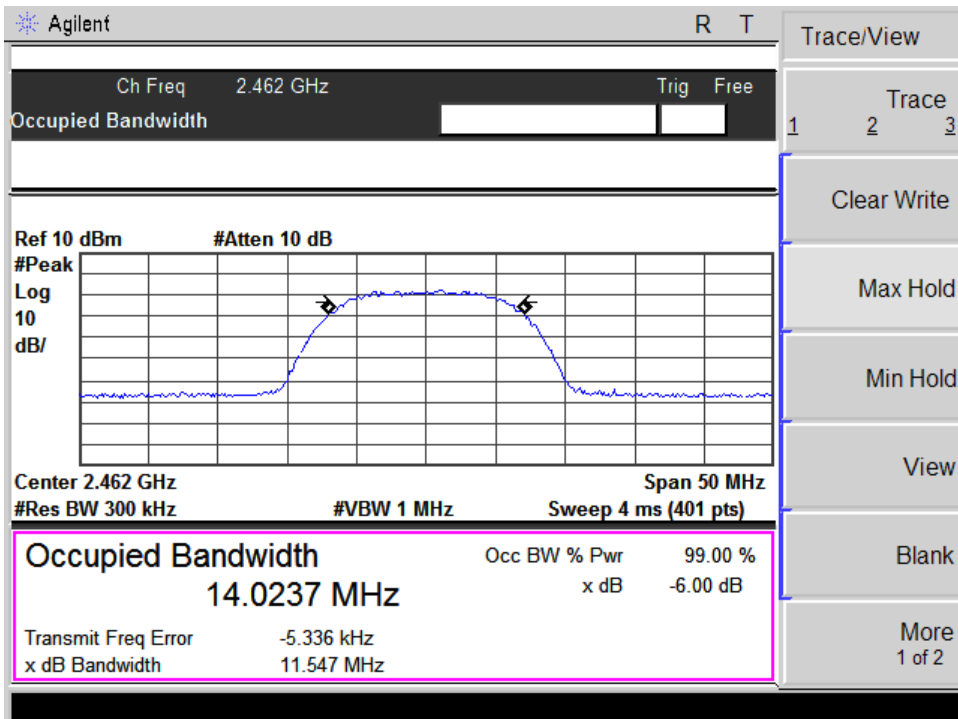 Agilent R T
Ch Freq 2.462 GHz Trig Free
Occupied Bandwidth
Ref 10 dBm #Atten 10 dB
#Peak
Log
10
dB/
Center 2.462 GHz Span 50 MHz
#Res BW 300 kHz #VBW 1 MHz Sweep 4 ms (401 pts)
Occupied Bandwidth Occ BW % Pwr 99.00 %
14.0237 MHz x dB -6.00 dB
Transmit Freq Error -5.336 kHz
x dB Bandwidth 11.547 MHz
Trace/View
Trace
1 2 3
Clear Write
Max Hold
Min Hold
View
Blank
More
1 of 2